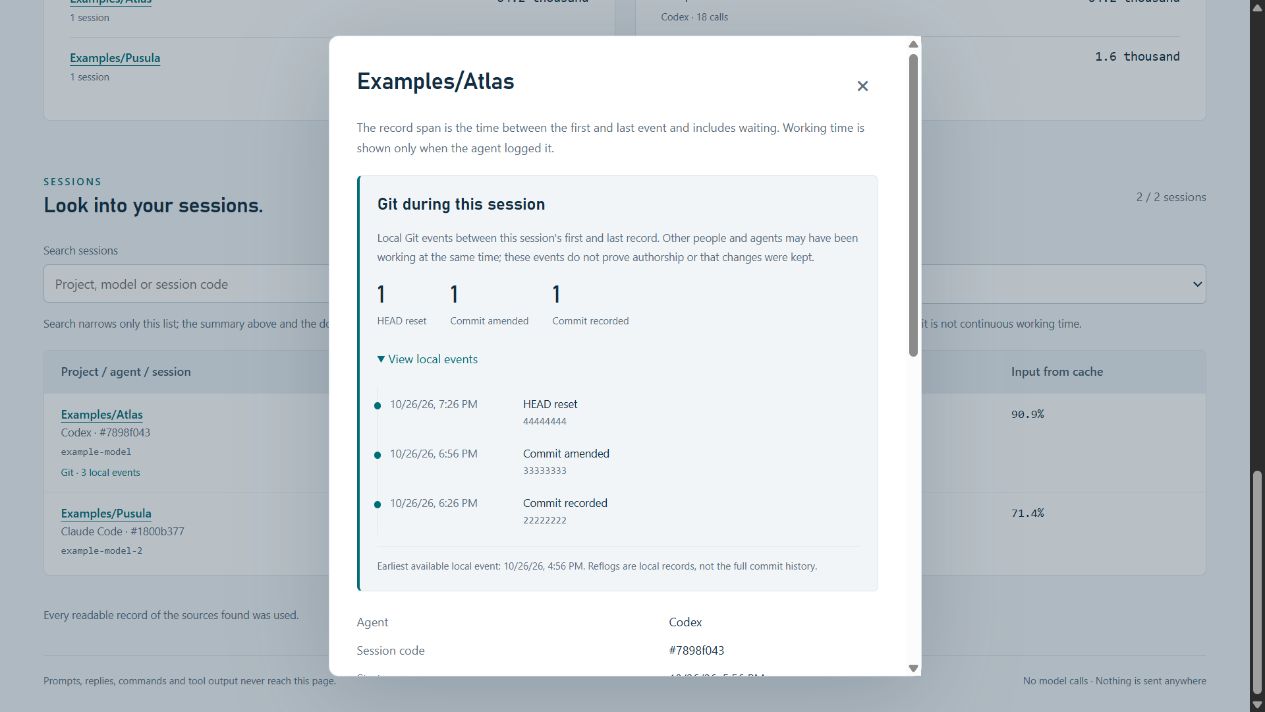 Examples/Atlas
1 session
Codex · 18 calls
Examples/Pusula
1.6 thousand
1 session
SESSIONS
Look into your sessions.
2 / 2 sessions
Search sessions
Project, model or session code
Search narrows only this list; the summary above and the do
it is not continuous working time.
Project / agent / session
Input from cache
Examples/Atlas
90.9%
Codex · #7898f043
example-model
Git · 3 local events
Examples/Pusula
71.4%
Claude Code · #1800b377
example-model-2
Every readable record of the sources found was used.
Prompts, replies, commands and tool output never reach this page.
No model calls · Nothing is sent anywhere
Examples/Atlas
×
The record span is the time between the first and last event and includes waiting. Working time is
shown only when the agent logged it.
Git during this session
Local Git events between this session's first and last record. Other people and agents may have been
working at the same time; these events do not prove authorship or that changes were kept.
1 1 1
HEAD reset Commit amended Commit recorded
▼ View local events
10/26/26, 7:26 PM HEAD reset
44444444
10/26/26, 6:56 PM Commit amended
33333333
10/26/26, 6:26 PM Commit recorded
22222222
Earliest available local event: 10/26/26, 4:56 PM. Reflogs are local records, not the full commit history.
Agent Codex
Session code #7898f043